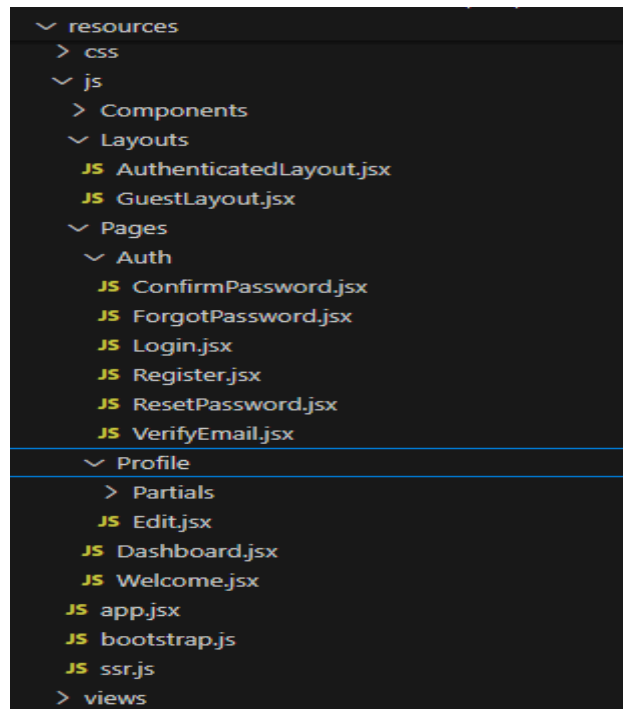 resources
css
js
Components
Layouts
JS AuthenticatedLayout.jsx
JS GuestLayout.jsx
Pages
Auth
JS ConfirmPassword.jsx
JS ForgotPassword.jsx
JS Login.jsx
JS Register.jsx
JS ResetPassword.jsx
JS VerifyEmail.jsx
Profile
Partials
JS Edit.jsx
JS Dashboard.jsx
JS Welcome.jsx
JS app.jsx
JS bootstrap.js
JS ssr.js
views